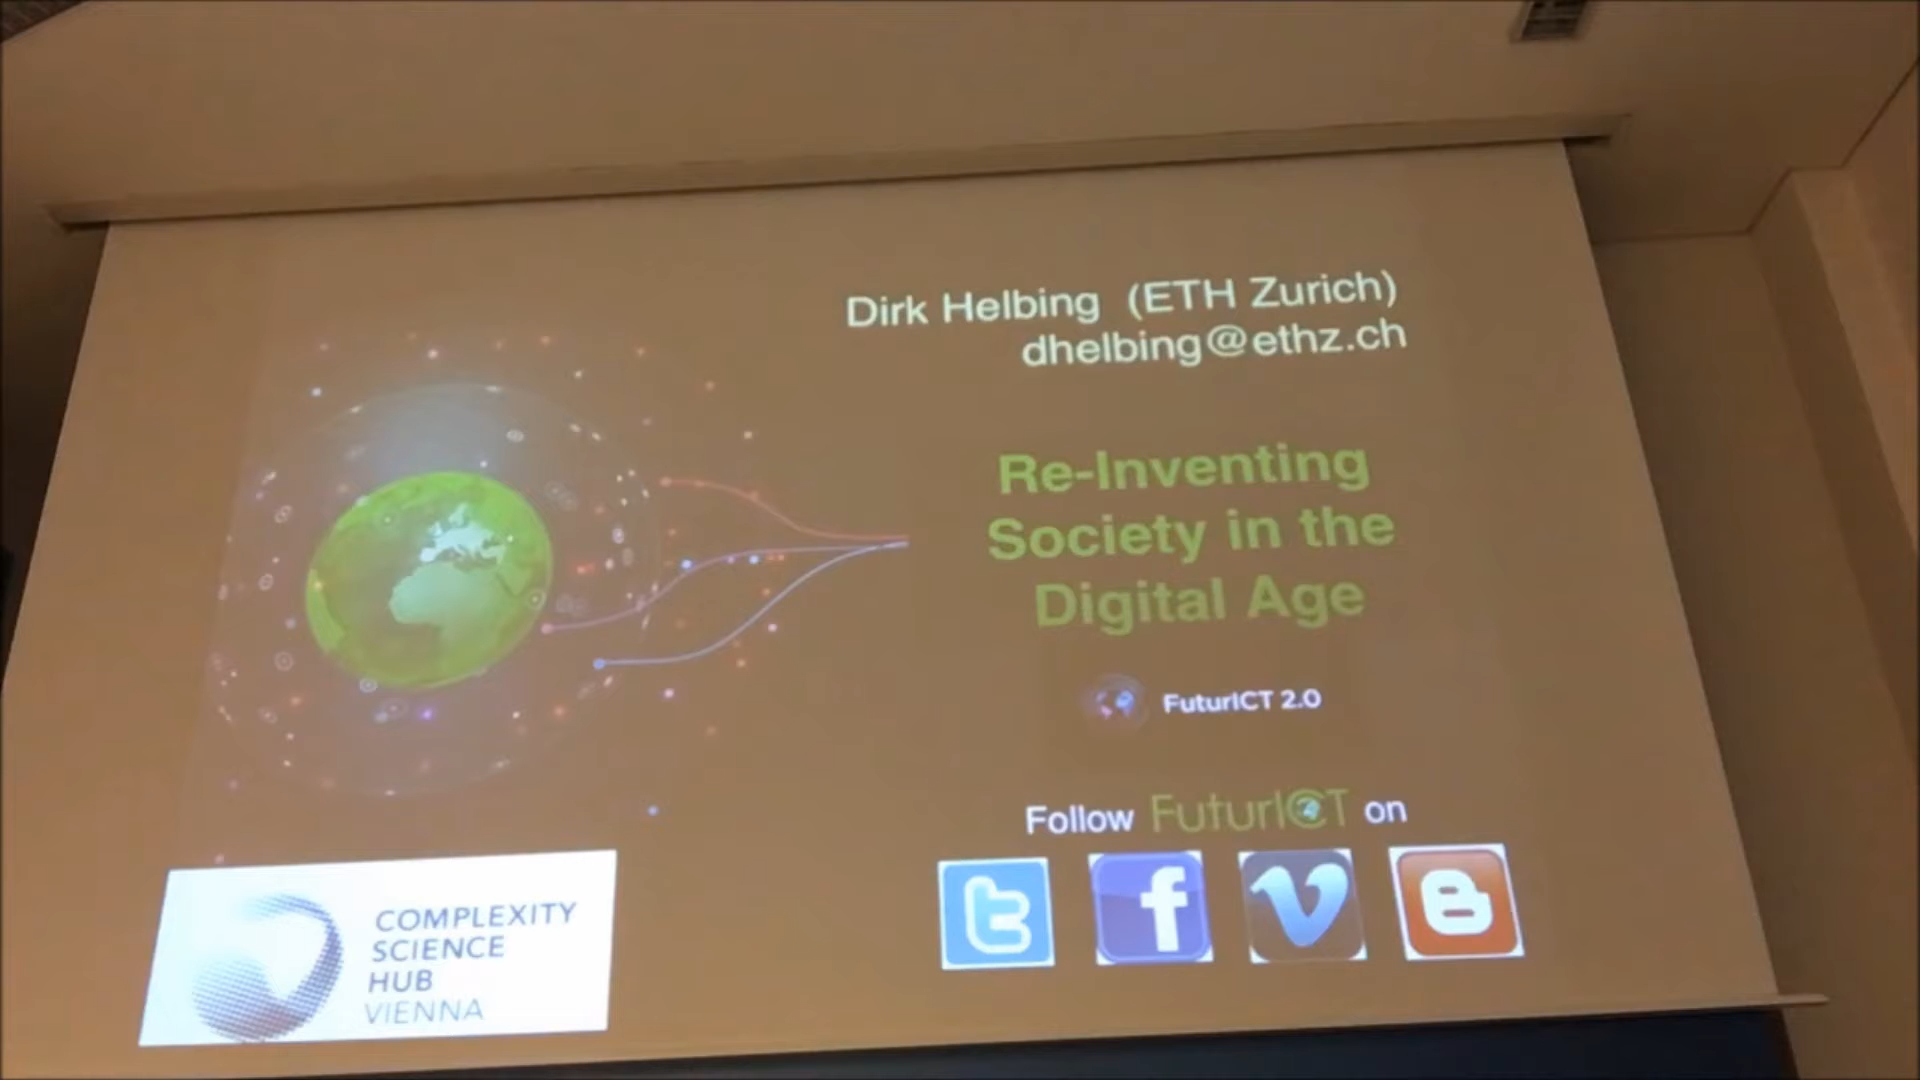 Dirk Helbing (ETH Zurich)
dhelbing@ethz.ch
Re-Inventing
Society in the
Digital Age
FuturICT 2.0
Follow FuturICT on
COMPLEXITY
SCIENCE
HUB
VIENNA